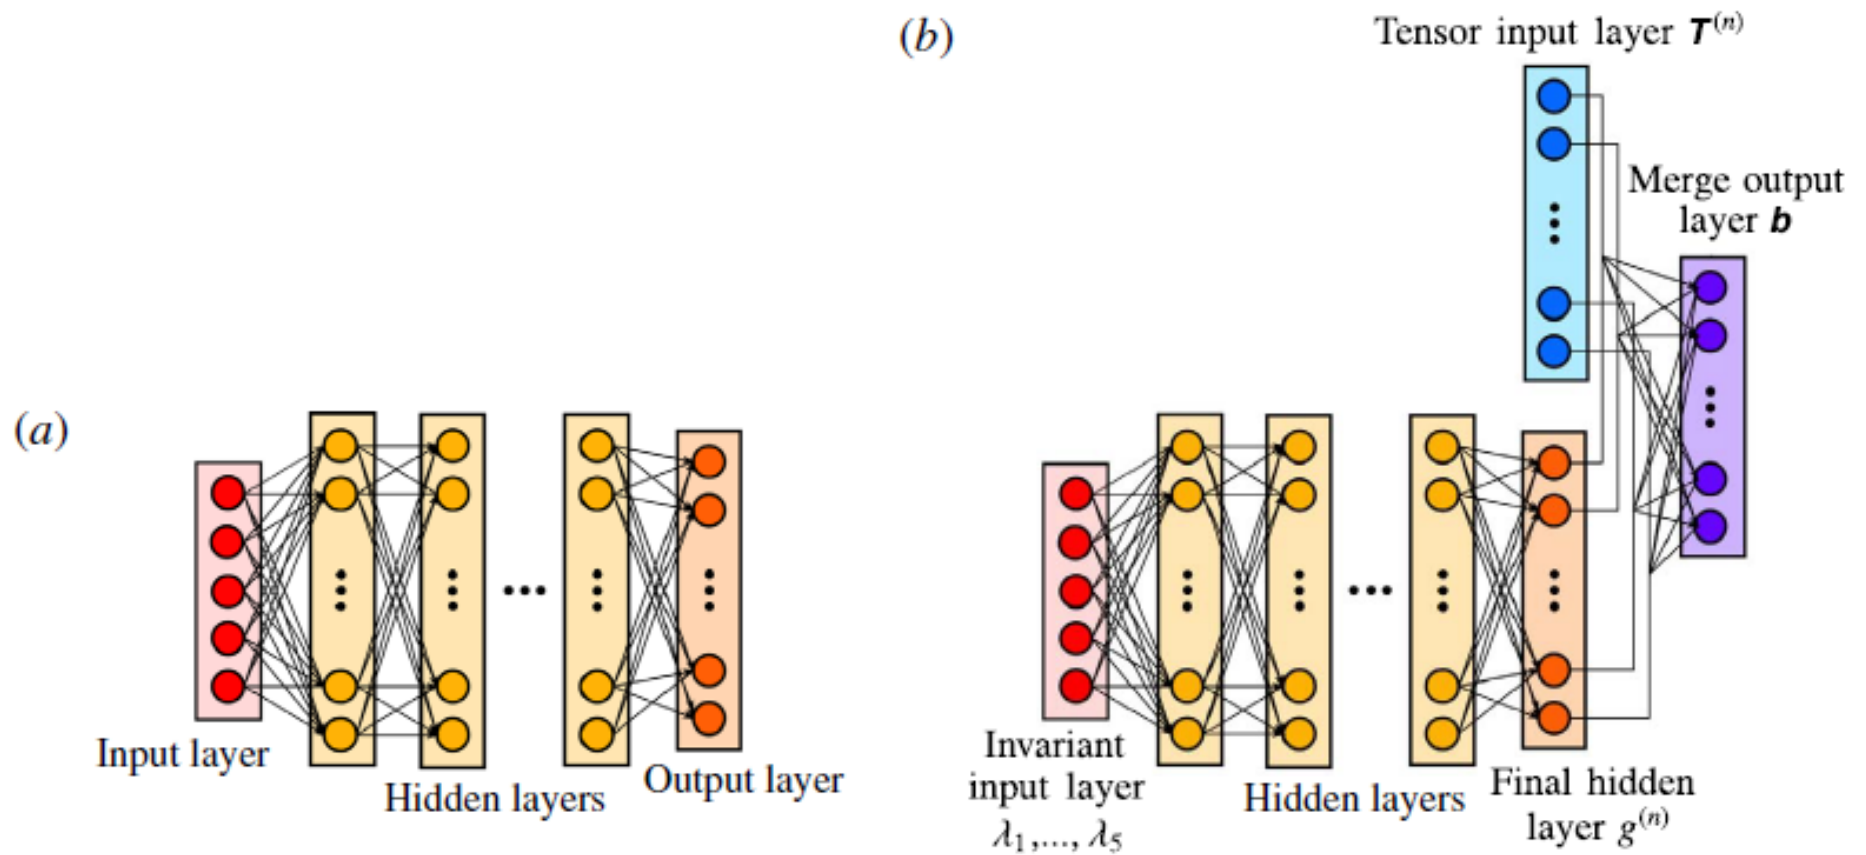 (a)
Input layer
Hidden layers
Output layer
(b)
Tensor input layer T⁽ⁿ⁾
Merge output
layer b
Invariant
input layer
λ₁,..., λ₅
Hidden layers
Final hidden
layer g⁽ⁿ⁾